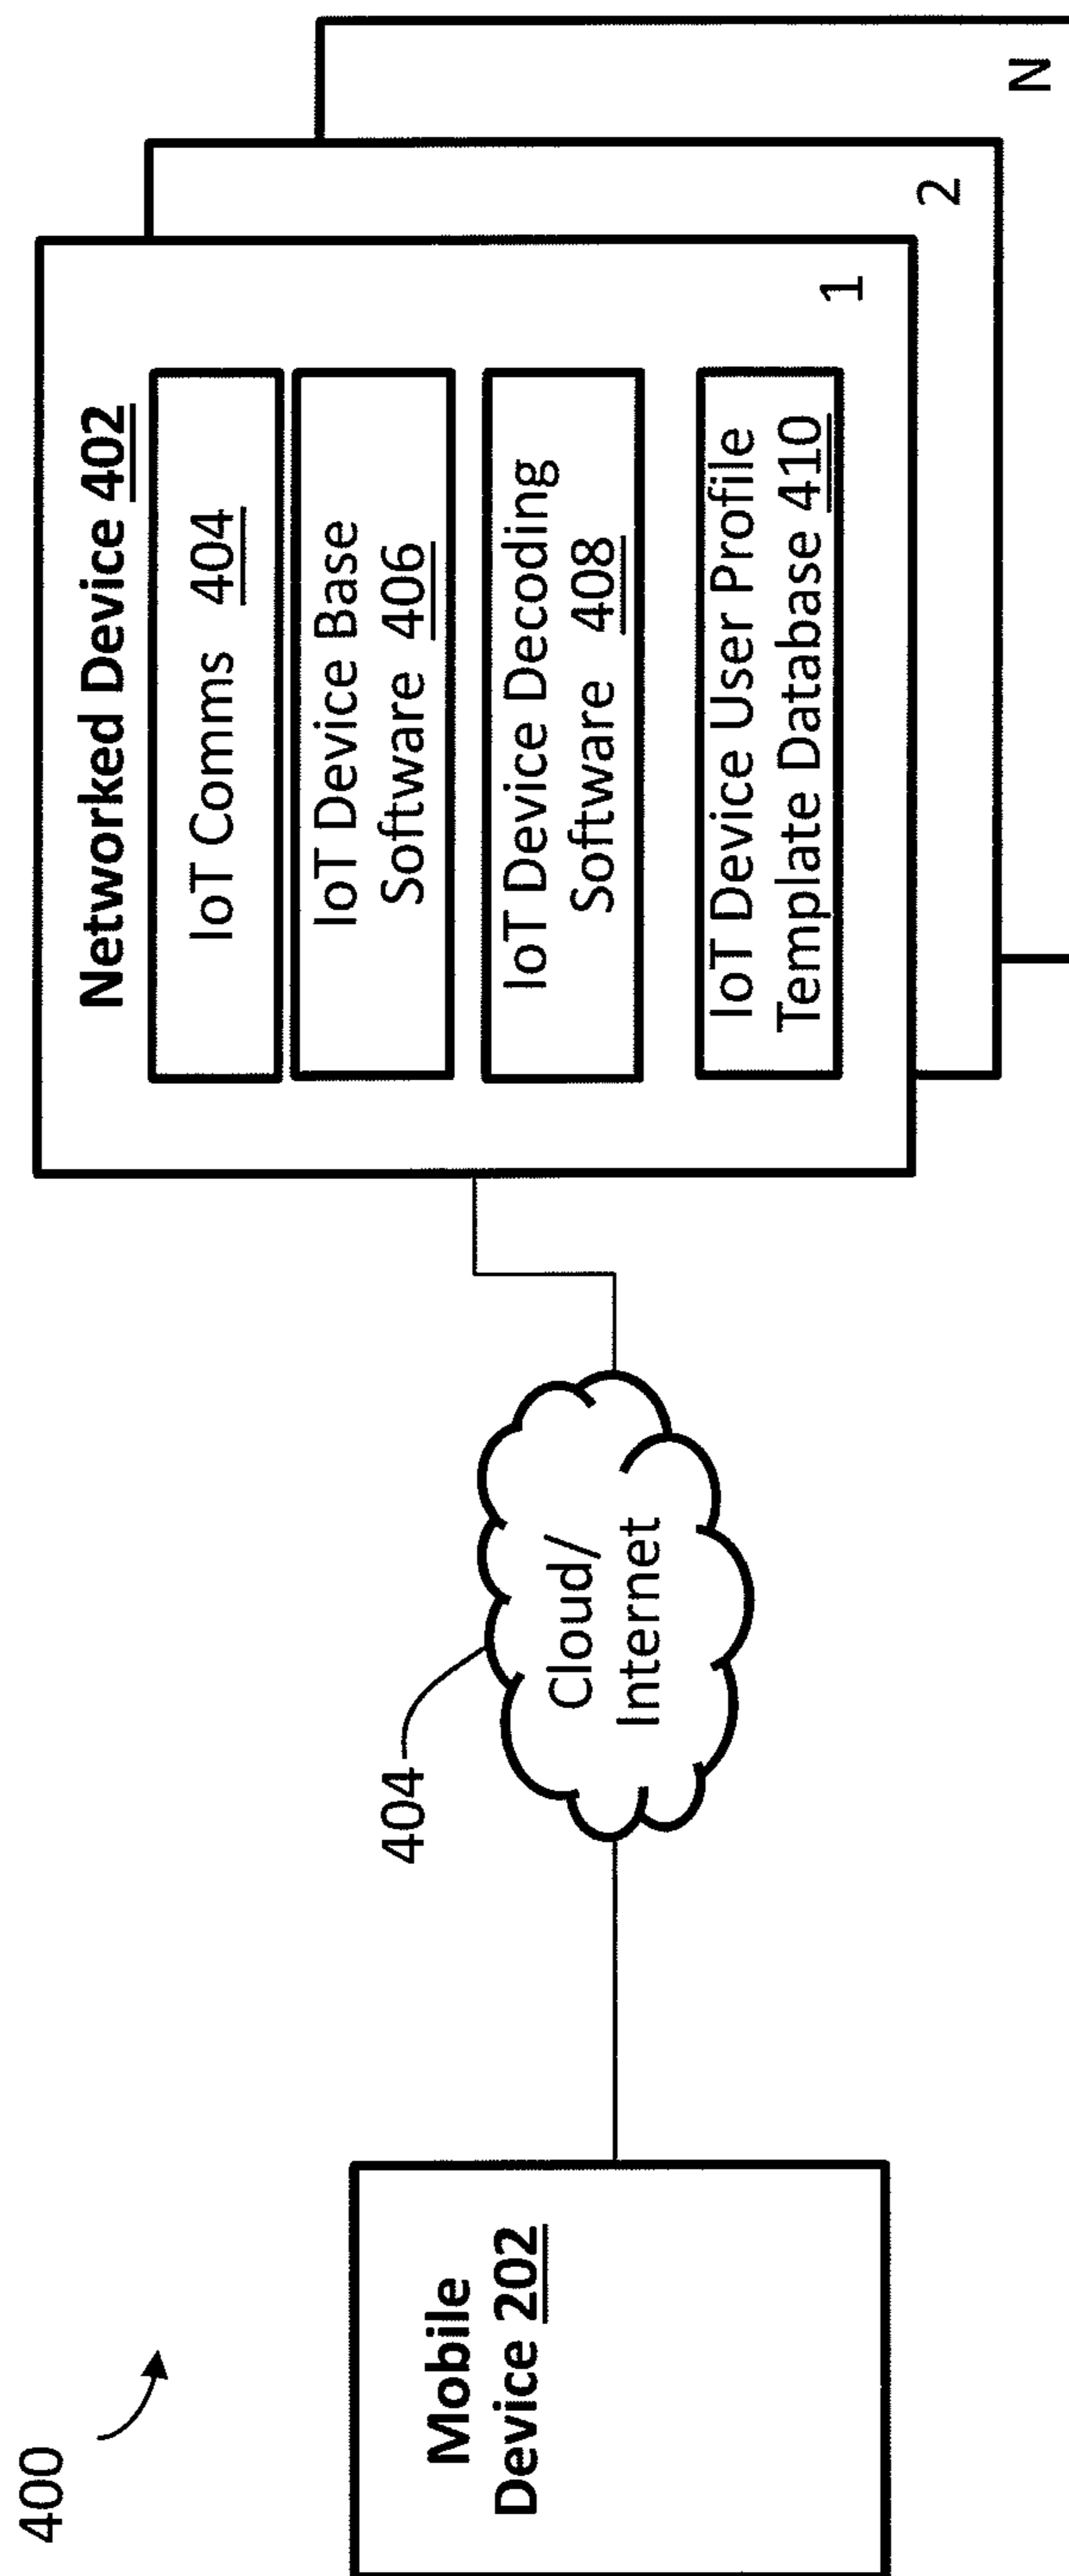 400
Mobile
Device 202
404
Cloud/
Internet
Networked Device 402
IoT Comms 404
IoT Device Base
Software 406
IoT Device Decoding
Software 408
IoT Device User Profile
Template Database 410
1
2
N